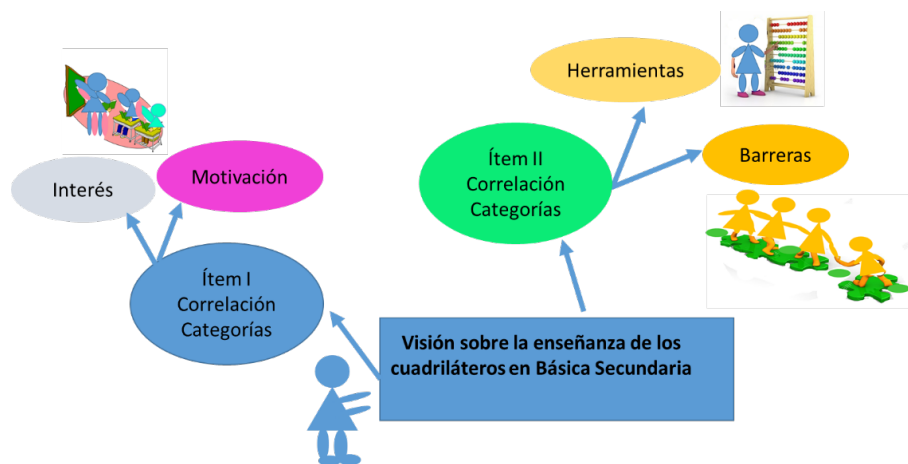 Herramientas
Barreras
Ítem II
Correlación
Categorías
Motivación
Interés
Ítem I
Correlación
Categorías
Visión sobre la enseñanza de los
cuadriláteros en Básica Secundaria